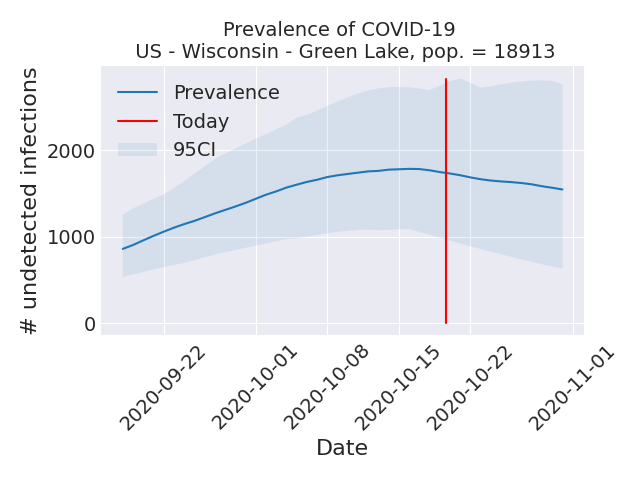 Prevalence of COVID-19
US - Wisconsin - Green Lake, pop. = 18913
# undetected infections
2000
1000
0
Prevalence
Today
95CI
2020-09-22
2020-10-01
2020-10-08
2020-10-15
2020-10-22
2020-11-01
Date